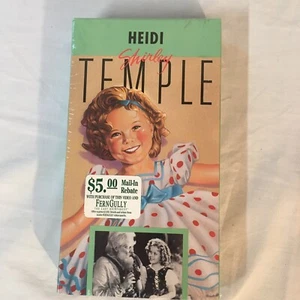 HEIDI
Shirley
TEMPLE
$5.00 Mail-In
Rebate
WITH PURCHASE OF THIS VIDEO AND
FERNGULLY